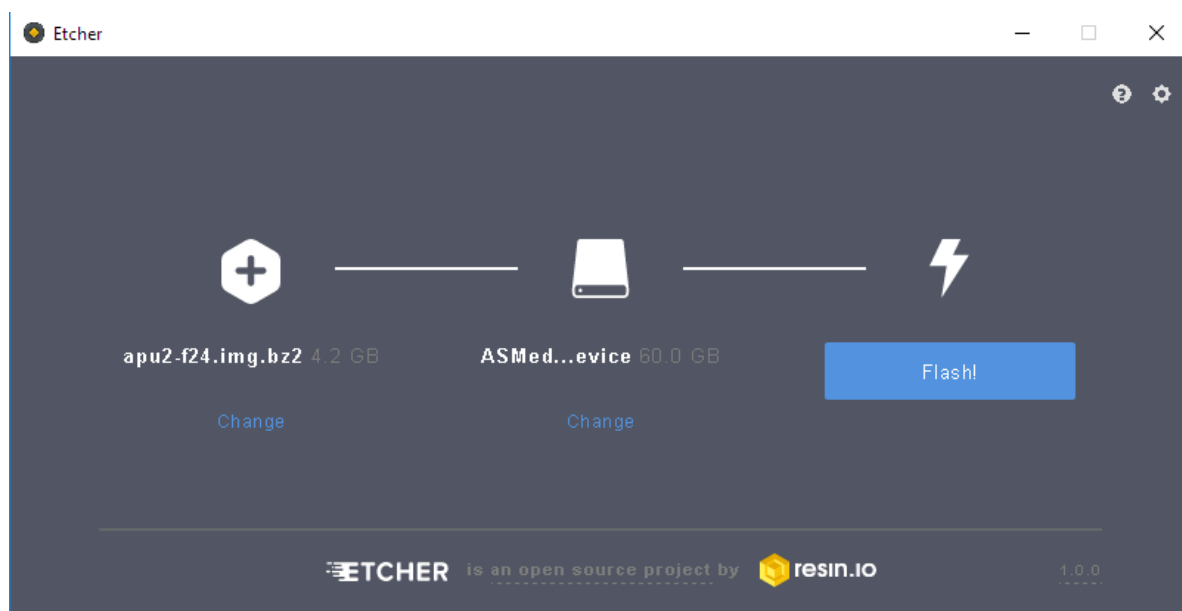 Etcher
apu2-f24.img.bz2 4.2 GB
ASMed...evice 60.0 GB
Flash!
Change
Change
ETCHER is an open source project by resin.io
1.0.0